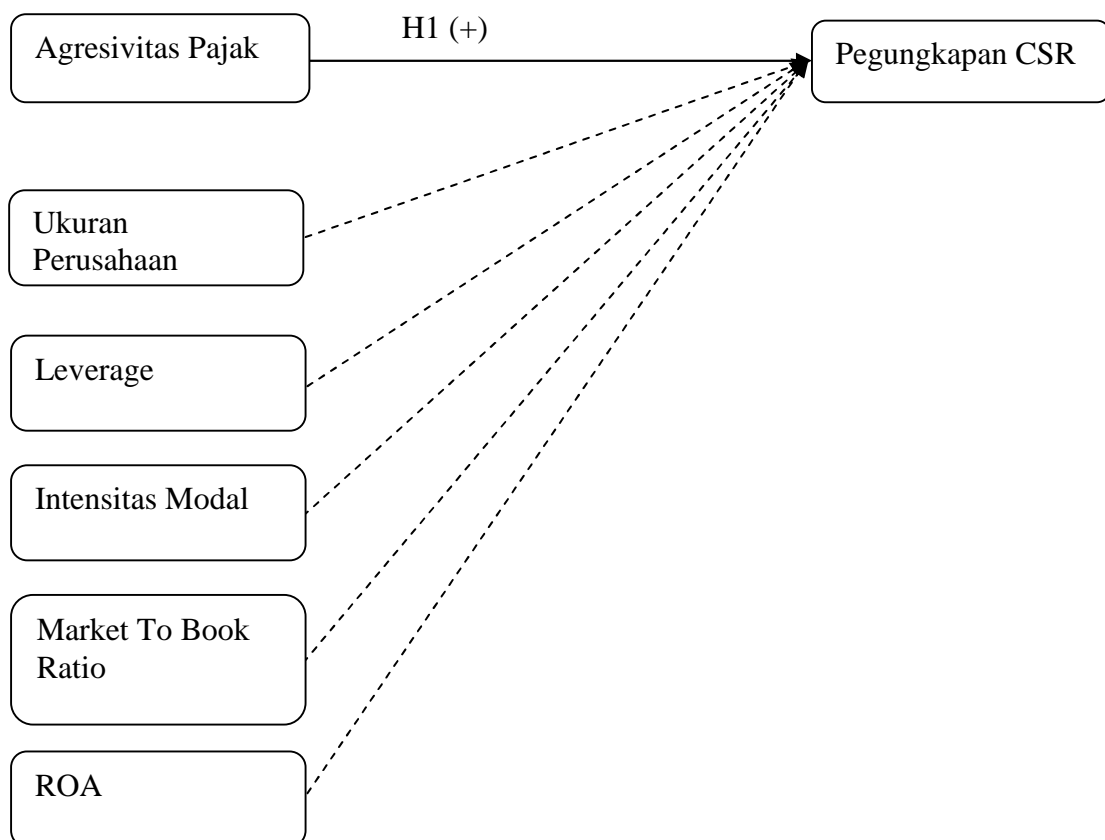 H1 (+)
Agresivitas Pajak
Pegungkapan CSR
Ukuran
Perusahaan
Leverage
Intensitas Modal
Market To Book
Ratio
ROA